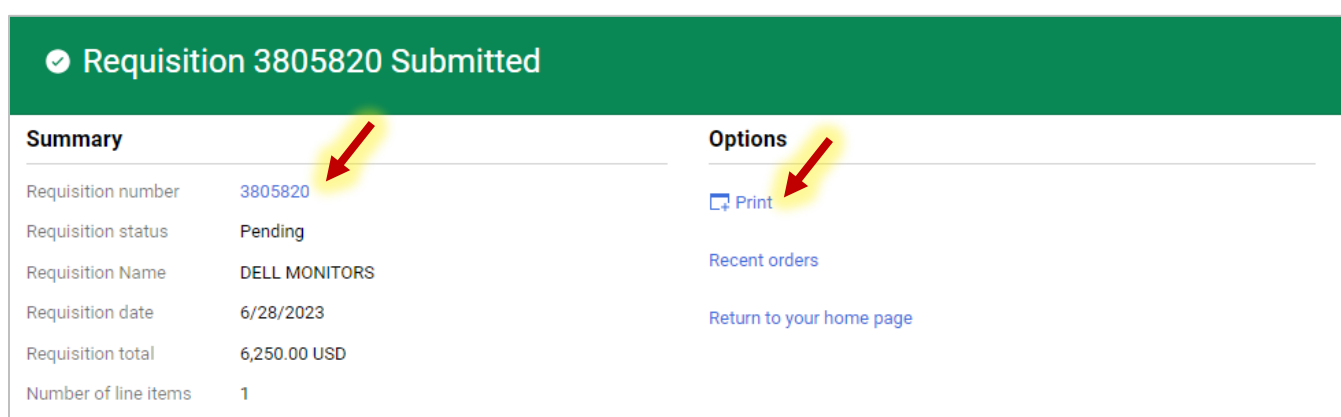 Requisition 3805820 Submitted
Summary
Requisition number 3805820
Requisition status Pending
Requisition Name DELL MONITORS
Requisition date 6/28/2023
Requisition total 6,250.00 USD
Number of line items 1
Options
Print
Recent orders
Return to your home page